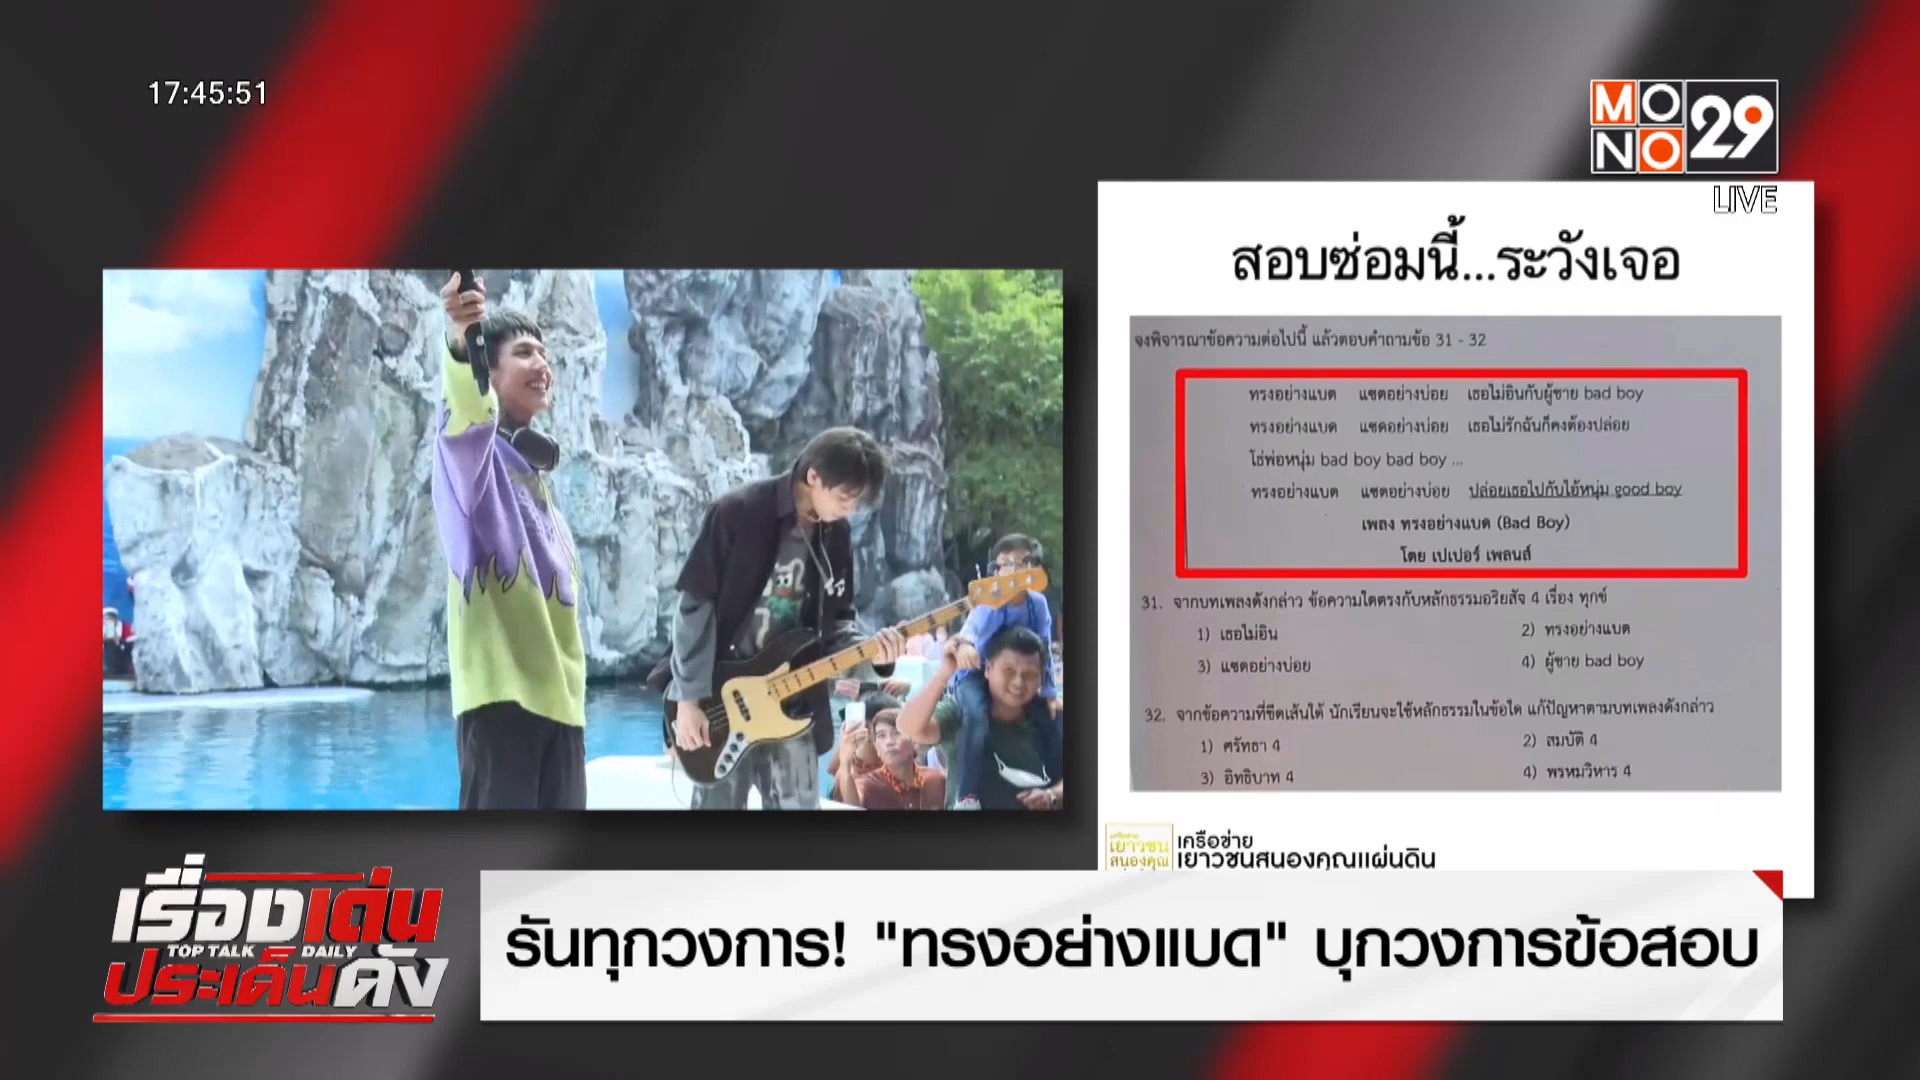 17:45:51
MONO 29
LIVE
สอบซ่อมนี้...ระวังเจอ
จงพิจารณาข้อความต่อไปนี้ แล้วตอบคำถามข้อ 31 - 32
ทรงอย่างแบด แซดอย่างบ่อย เธอไม่อินกับผู้ชาย bad boy
ทรงอย่างแบด แซดอย่างบ่อย เธอไม่รักฉันก็คงต้องปล่อย
โธ่พ่อหนุ่ม bad boy bad boy ...
ทรงอย่างแบด แซดอย่างบ่อย ปล่อยเธอไปกับไอ้หนุ่ม good boy
เพลง ทรงอย่างแบด (Bad Boy)
โดย เปเปอร์ เพลนส์
31. จากบทเพลงดังกล่าว ข้อความใดตรงกับหลักธรรมอริยสัจ 4 เรื่อง ทุกข์
1) เธอไม่อิน 2) ทรงอย่างแบด
3) แซดอย่างบ่อย 4) ผู้ชาย bad boy
32. จากข้อความที่ขีดเส้นใต้ นักเรียนจะใช้หลักธรรมในข้อใด แก้ปัญหาตามบทเพลงดังกล่าว
1) ศรัทธา 4 2) สมบัติ 4
3) อิทธิบาท 4 4) พรหมวิหาร 4
เครือข่าย
เยาวชน
สนองคุณ
เครือข่าย
เยาวชนสนองคุณแผ่นดิน
เรื่องเด่น
TOP TALK DAILY
ประเด็นดัง
รันทุกวงการ! "ทรงอย่างแบด" บุกวงการข้อสอบ